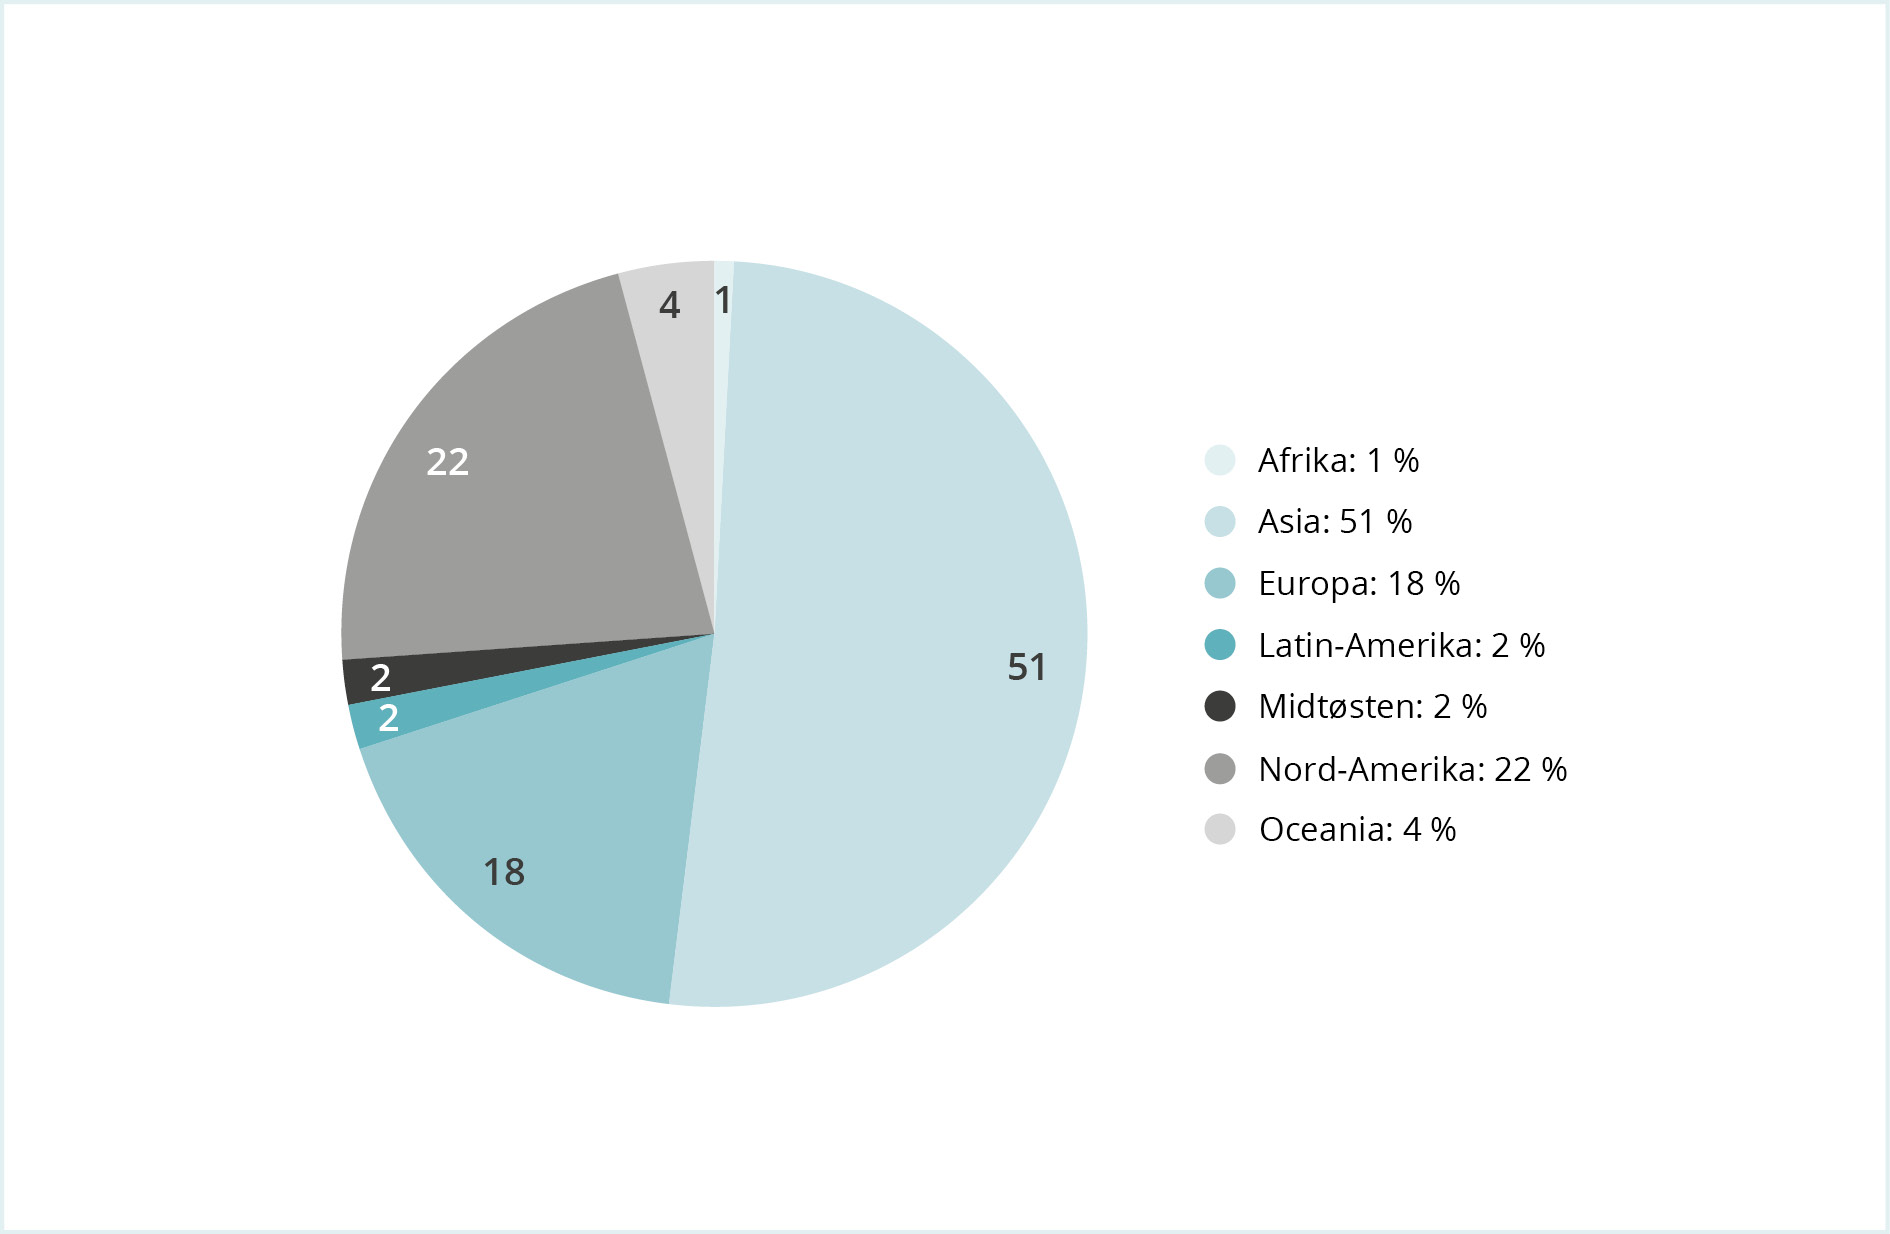 4
1
22
51
2
2
18
Afrika: 1 %
Asia: 51 %
Europa: 18 %
Latin-Amerika: 2 %
Midtøsten: 2 %
Nord-Amerika: 22 %
Oceania: 4 %